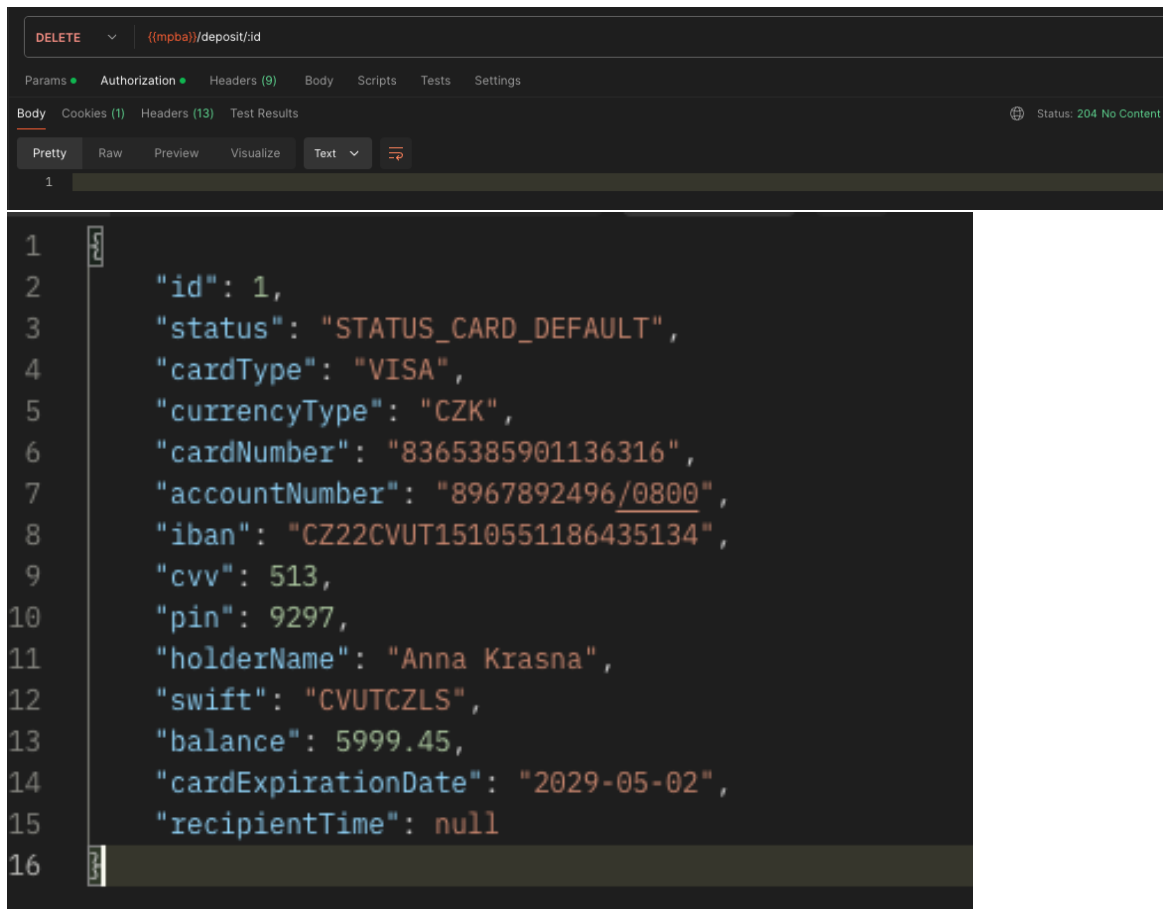 DELETE {{mpba}}/deposit/:id
Params Authorization Headers (9) Body Scripts Tests Settings
Body Cookies (1) Headers (13) Test Results Status: 204 No Content
Pretty Raw Preview Visualize Text
1
1 {
2 "id": 1,
3 "status": "STATUS_CARD_DEFAULT",
4 "cardType": "VISA",
5 "currencyType": "CZK",
6 "cardNumber": "8365385901136316",
7 "accountNumber": "8967892496/0800",
8 "iban": "CZ22CVUT1510551186435134",
9 "cvv": 513,
10 "pin": 9297,
11 "holderName": "Anna Krasna",
12 "swift": "CVUTCZLS",
13 "balance": 5999.45,
14 "cardExpirationDate": "2029-05-02",
15 "recipientTime": null
16 }